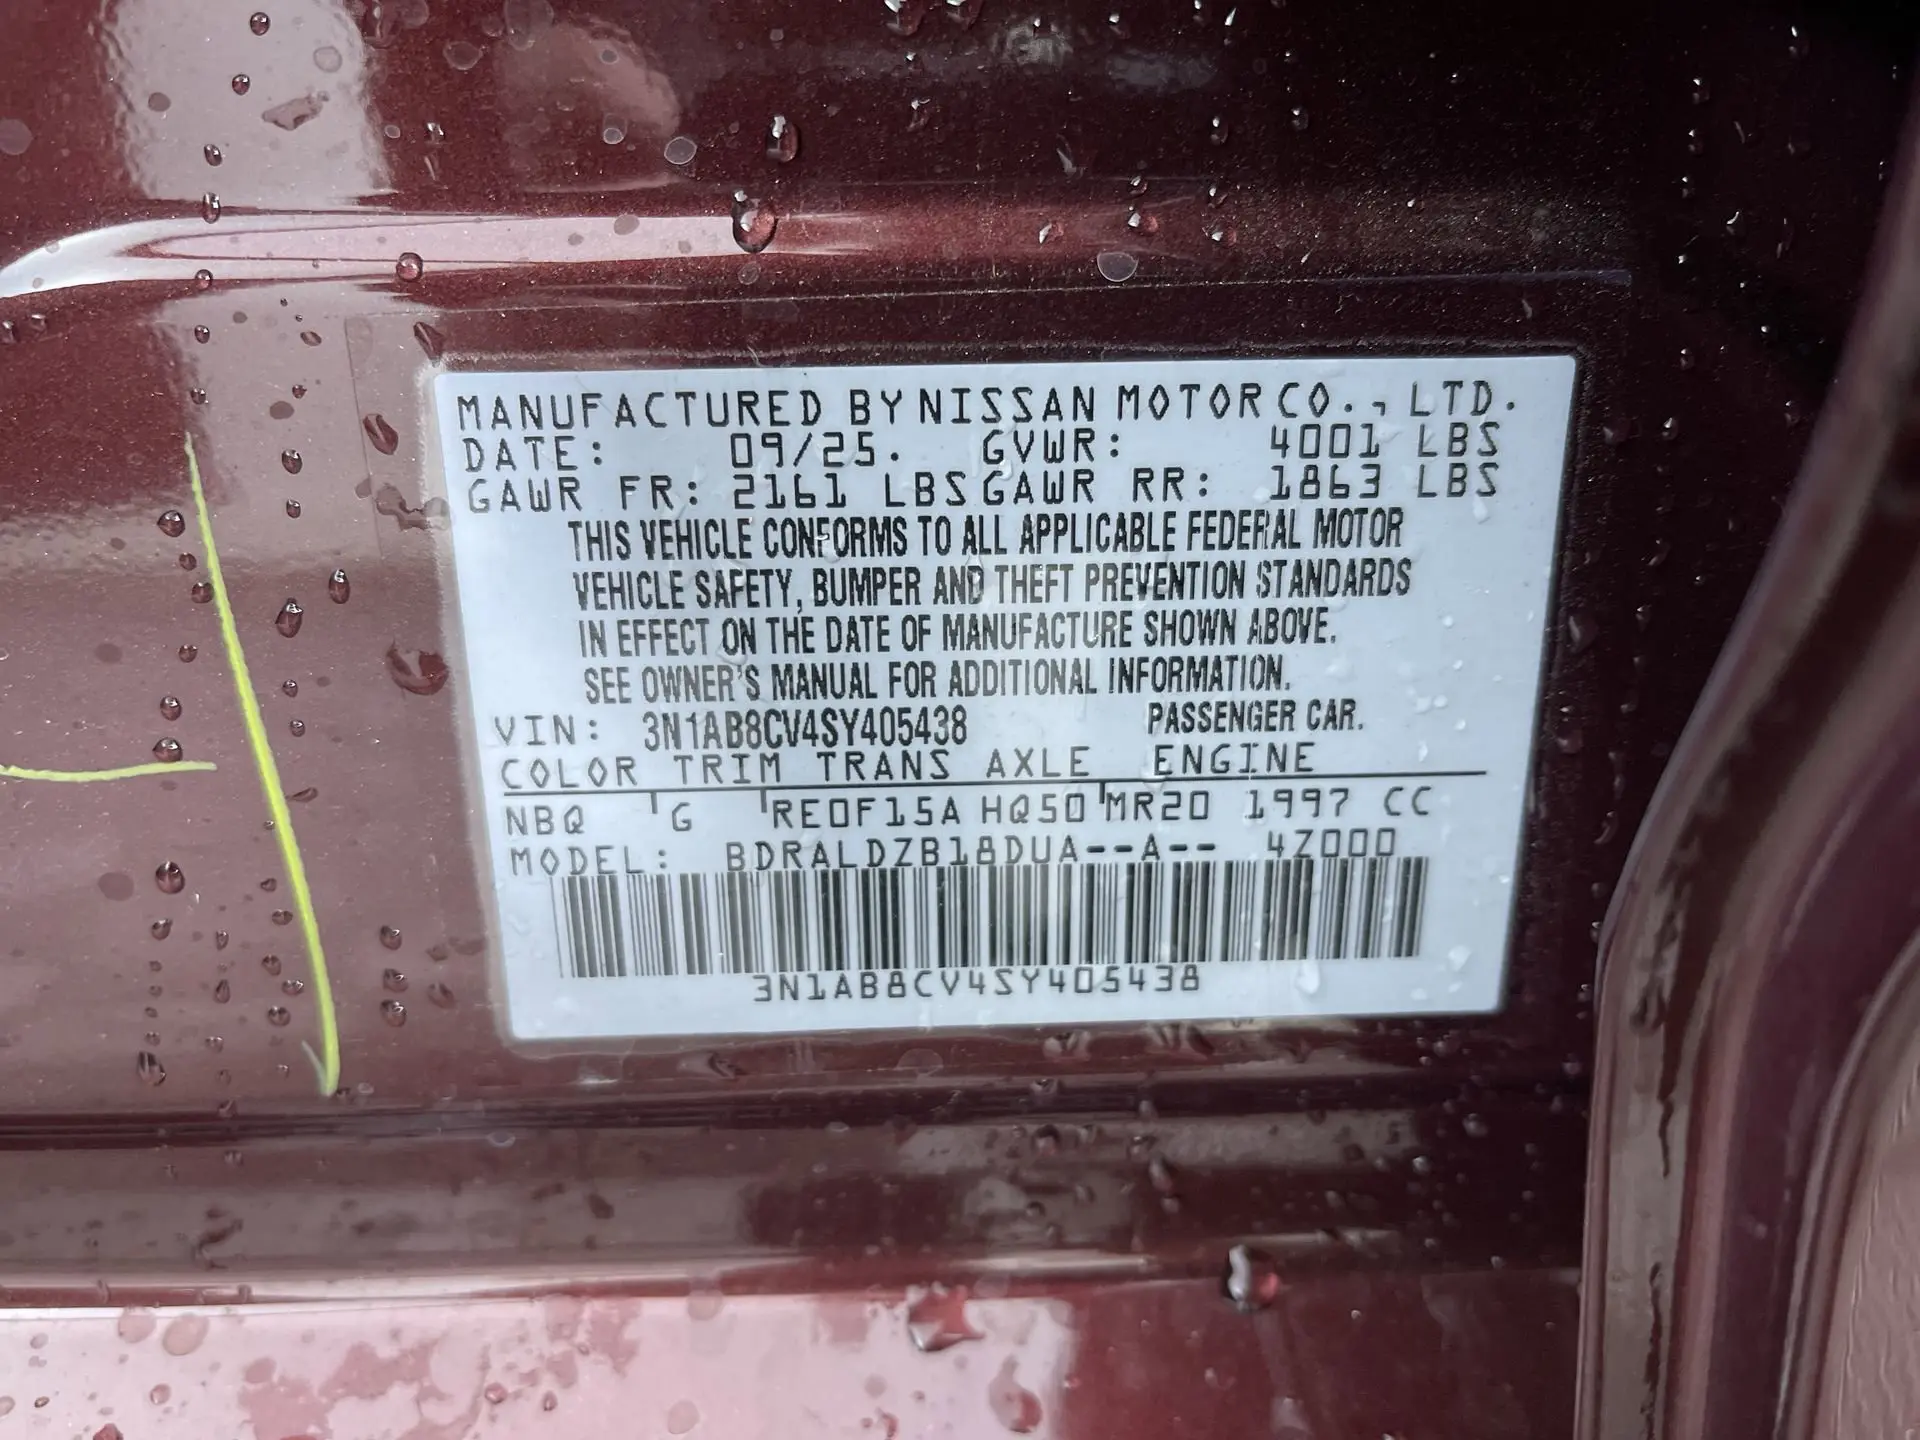 MANUFACTURED BY NISSAN MOTOR CO., LTD.
DATE: 09/25. GVWR: 4001 LBS
GAWR FR: 2161 LBS GAWR RR: 1863 LBS
THIS VEHICLE CONFORMS TO ALL APPLICABLE FEDERAL MOTOR
VEHICLE SAFETY, BUMPER AND THEFT PREVENTION STANDARDS
IN EFFECT ON THE DATE OF MANUFACTURE SHOWN ABOVE.
SEE OWNER'S MANUAL FOR ADDITIONAL INFORMATION.
VIN: 3N1AB8CV4SY405438 PASSENGER CAR.
COLOR TRIM TRANS AXLE ENGINE
NBQ G RE0F15A HQ50 MR20 1997 CC
MODEL: BDRALDZB18DUA--A-- 4Z000
3N1AB8CV4SY405438